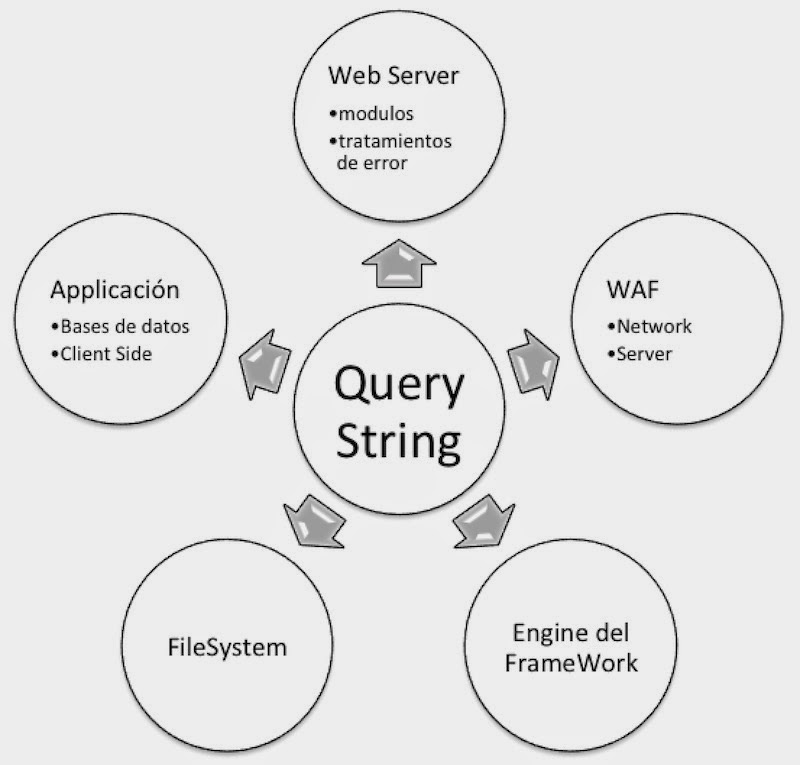 Web Server
•modulos
•tratamientos
de error
Applicación
•Bases de datos
•Client Side
WAF
•Network
•Server
Query
String
FileSystem
Engine del
FrameWork